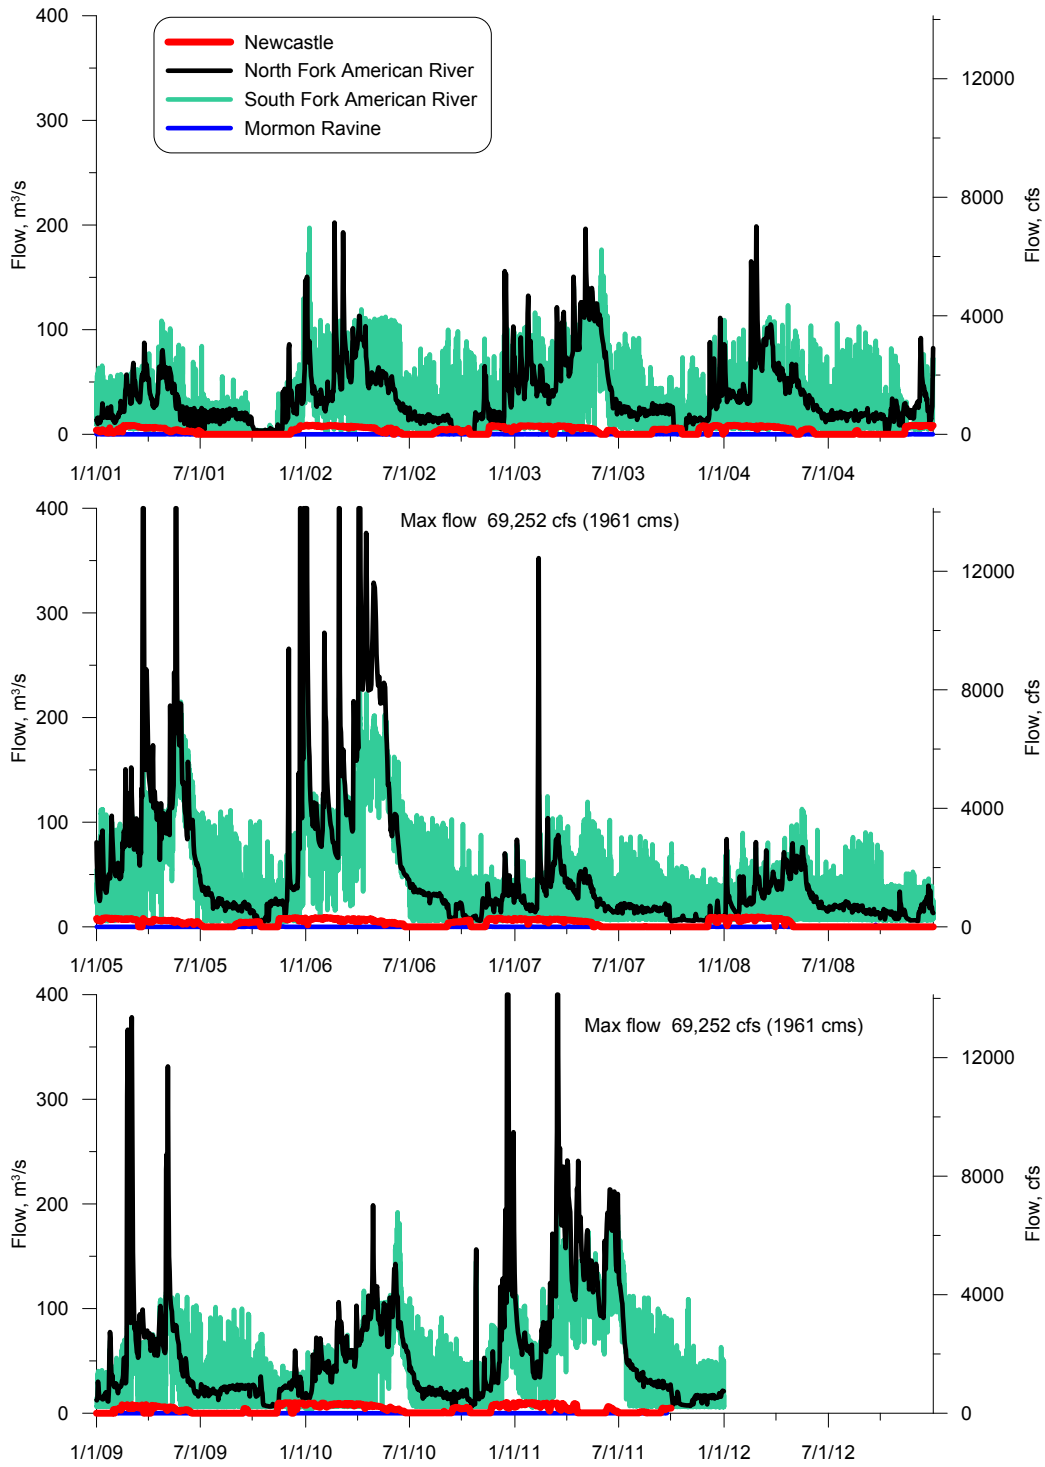 400
300
200
100
0
Flow, m³/s
Newcastle
North Fork American River
South Fork American River
Mormon Ravine
12000
8000
4000
0
Flow, cfs
1/1/01 7/1/01 1/1/02 7/1/02 1/1/03 7/1/03 1/1/04 7/1/04
400
300
200
100
0
Flow, m³/s
Max flow 69,252 cfs (1961 cms)
12000
8000
4000
0
Flow, cfs
1/1/05 7/1/05 1/1/06 7/1/06 1/1/07 7/1/07 1/1/08 7/1/08
400
300
200
100
0
Flow, m³/s
Max flow 69,252 cfs (1961 cms)
12000
8000
4000
0
Flow, cfs
1/1/09 7/1/09 1/1/10 7/1/10 1/1/11 7/1/11 1/1/12 7/1/12